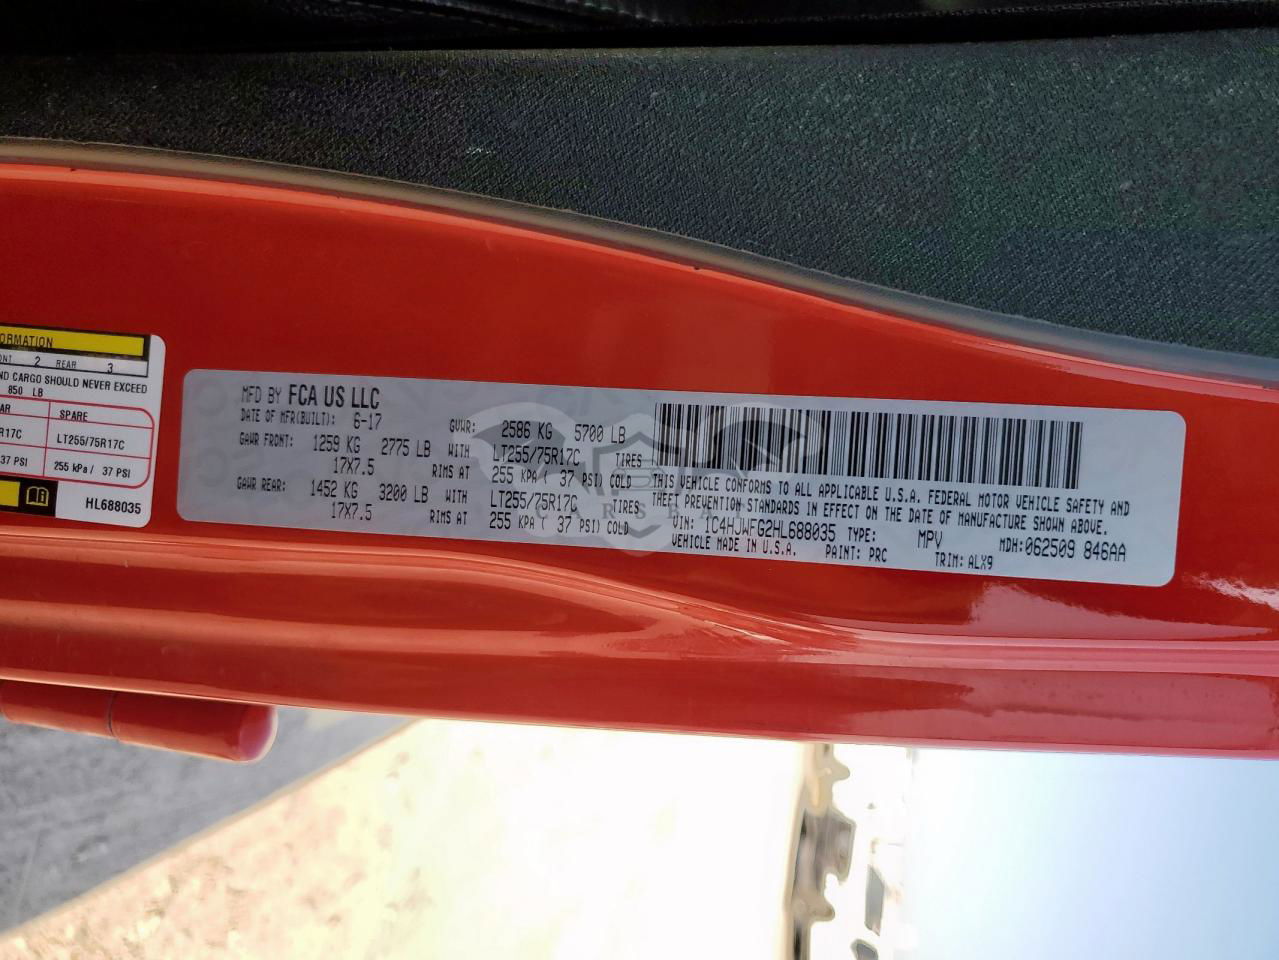 ORMATION
ONT 2 REAR 3
ND CARGO SHOULD NEVER EXCEED
850 LB
AR SPARE
R17C LT255/75R17C
37 PSI 255 kPa / 37 PSI
HL688035
MFD BY FCA US LLC
DATE OF MFR(BUILT): 6-17 GVWR: 2586 KG 5700 LB
GAWR FRONT: 1259 KG 2775 LB WITH LT255/75R17C TIRES
17X7.5 RIMS AT 255 KPA ( 37 PSI) COLD
GAWR REAR: 1452 KG 3200 LB WITH LT255/75R17C TIRES
17X7.5 RIMS AT 255 KPA ( 37 PSI) COLD
THIS VEHICLE CONFORMS TO ALL APPLICABLE U.S.A. FEDERAL MOTOR VEHICLE SAFETY AND
THEFT PREVENTION STANDARDS IN EFFECT ON THE DATE OF MANUFACTURE SHOWN ABOVE.
VIN: 1C4HJWFG2HL688035 TYPE: MPV MDH:062509 846AA
VEHICLE MADE IN U.S.A. PAINT: PRC TRIM: ALX9